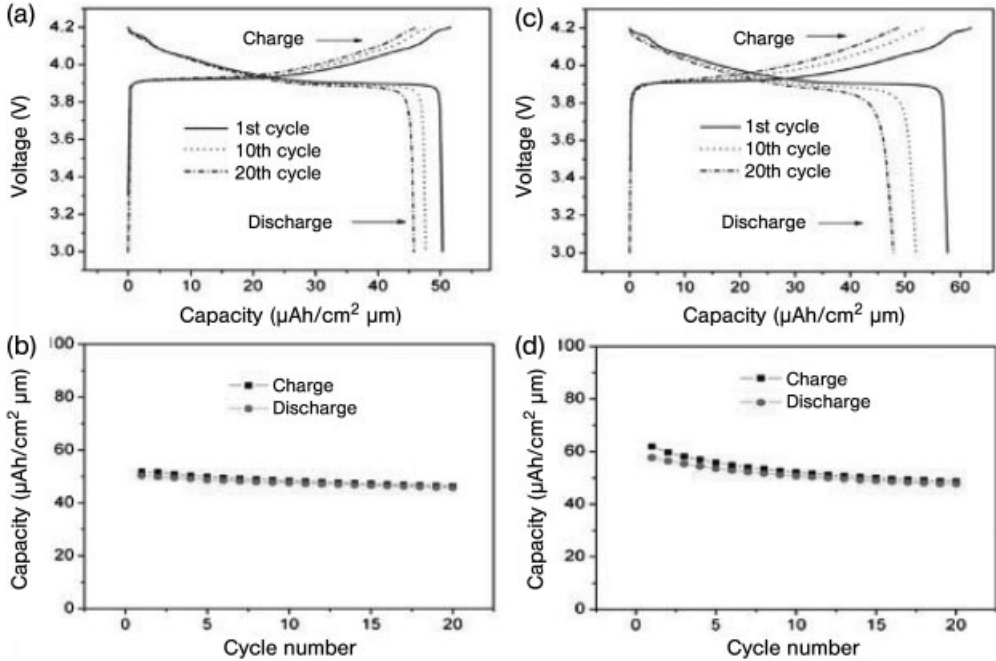 (a)
4.2
4.0
3.8
3.6
3.4
3.2
3.0
Voltage (V)
Charge
1st cycle
10th cycle
20th cycle
Discharge
0 10 20 30 40 50
Capacity (µAh/cm² µm)
(c)
4.2
4.0
3.8
3.6
3.4
3.2
3.0
Voltage (V)
Charge
1st cycle
10th cycle
20th cycle
Discharge
0 10 20 30 40 50 60
Capacity (µAh/cm² µm)
(b)
100
80
60
40
20
0
Capacity (µAh/cm² µm)
Charge
Discharge
0 5 10 15 20
Cycle number
(d)
100
80
60
40
20
0
Capacity (µAh/cm² µm)
Charge
Discharge
0 5 10 15 20
Cycle number